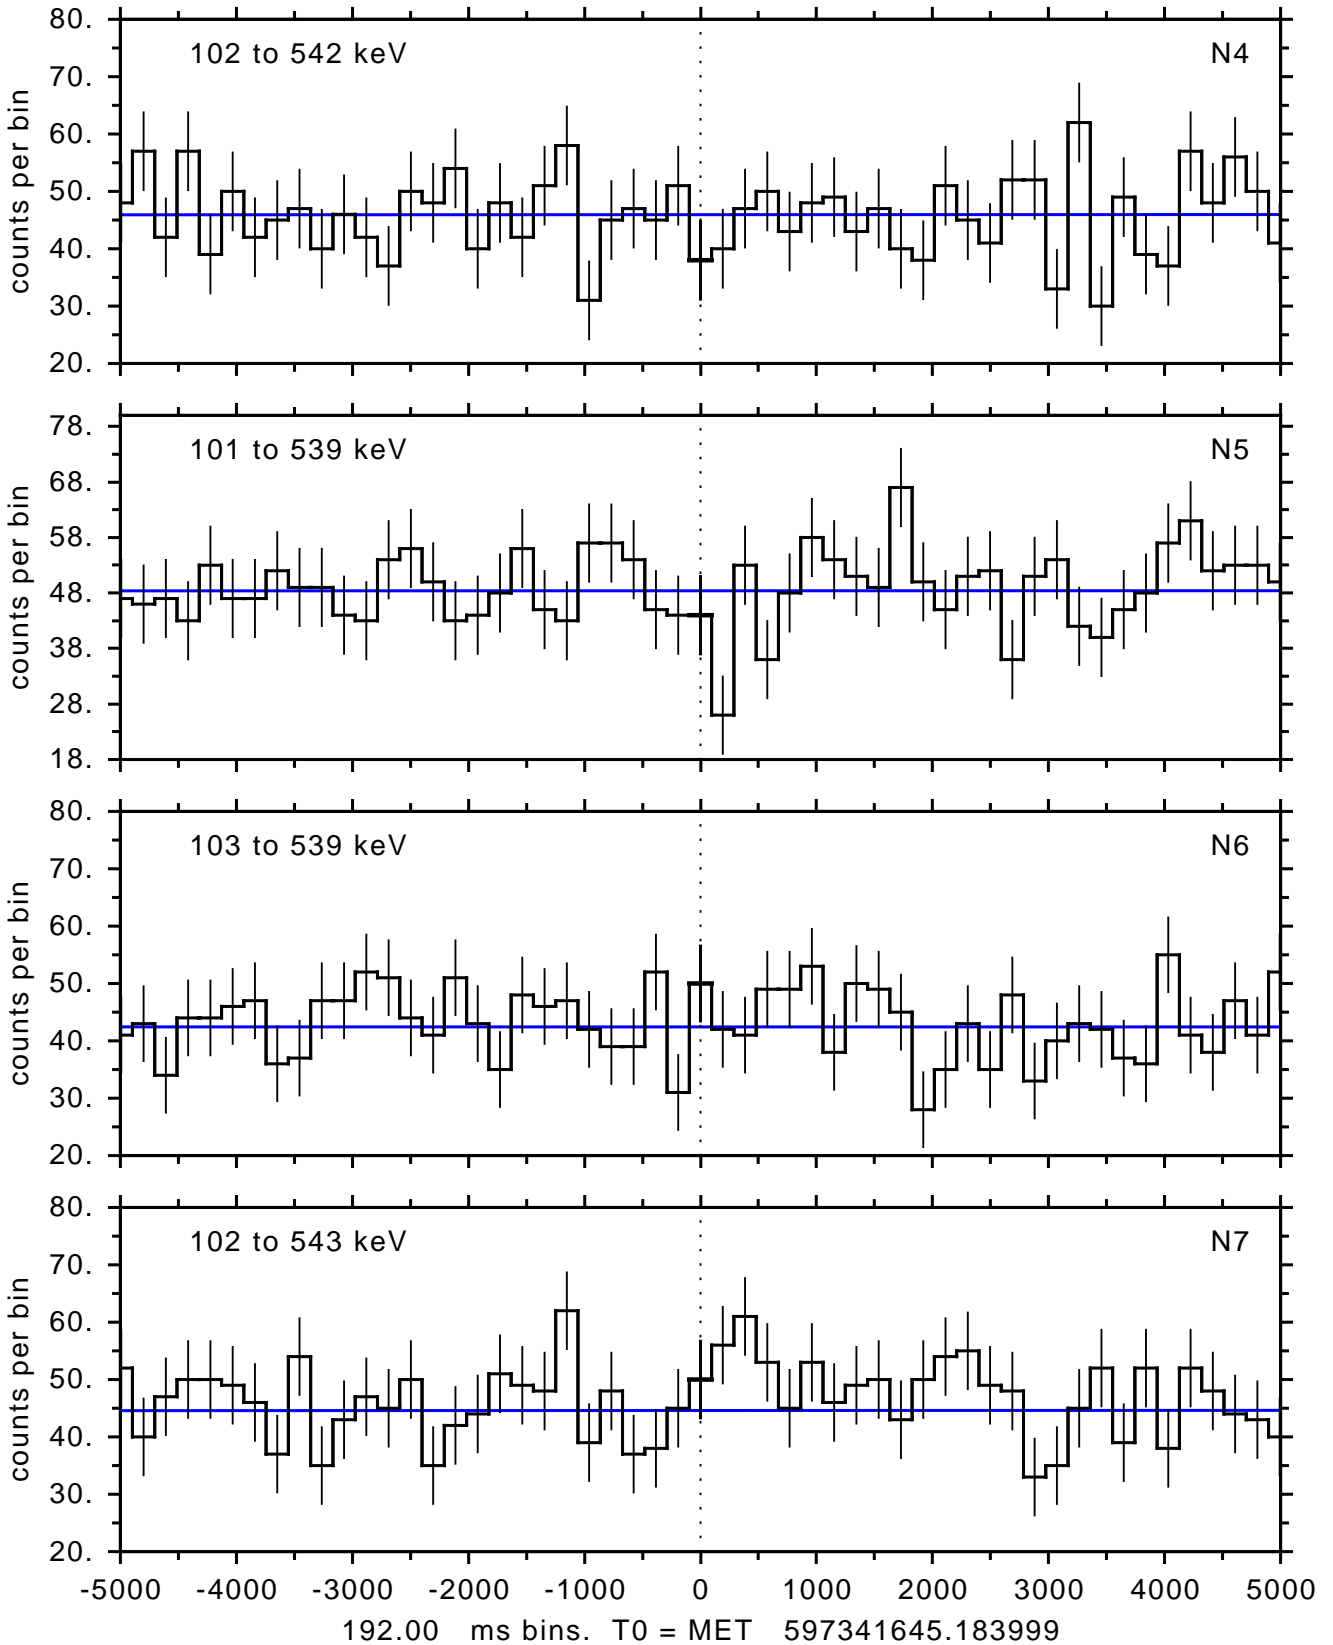 80.
102 to 542 keV N4
70.
60.
50.
40.
30.
20.
counts per bin
78.
101 to 539 keV N5
68.
58.
48.
38.
28.
18.
counts per bin
80.
103 to 539 keV N6
70.
60.
50.
40.
30.
20.
counts per bin
80.
102 to 543 keV N7
70.
60.
50.
40.
30.
20.
counts per bin
-5000 -4000 -3000 -2000 -1000 0 1000 2000 3000 4000 5000
192.00 ms bins. T0 = MET 597341645.183999